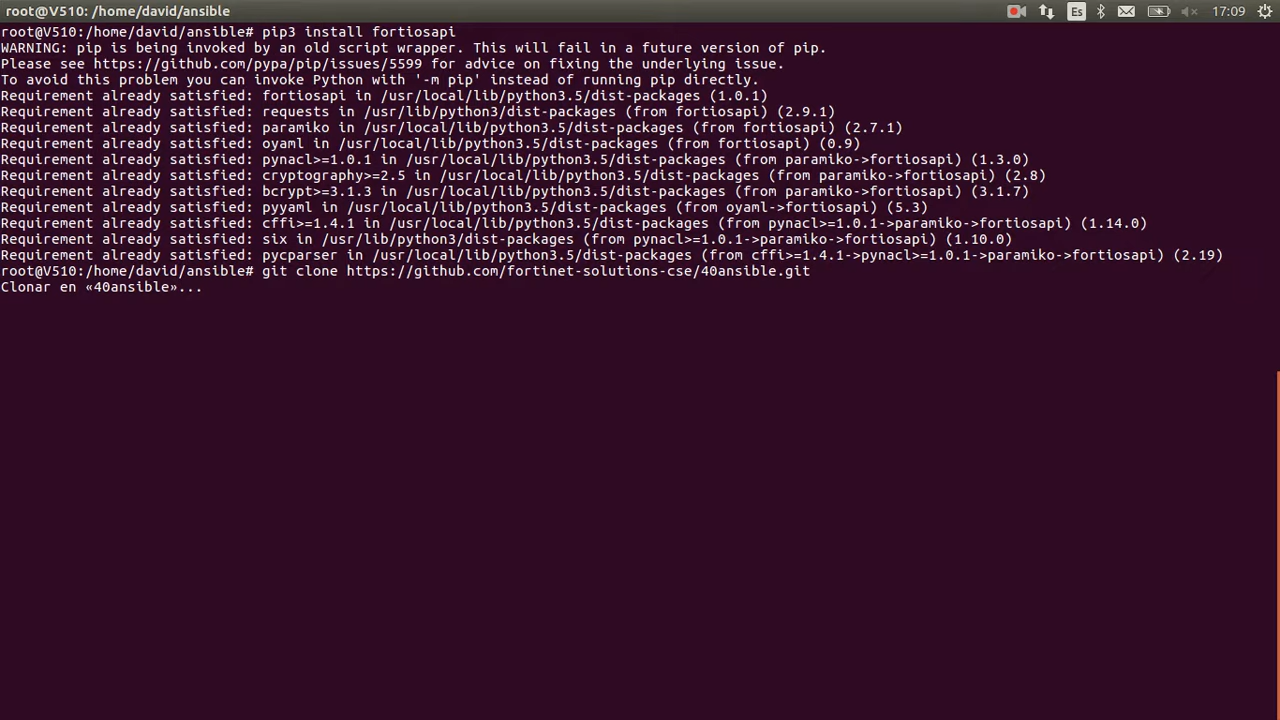 root@V510: /home/david/ansible
Es
17:09
root@V510:/home/david/ansible# pip3 install fortiosapi
WARNING: pip is being invoked by an old script wrapper. This will fail in a future version of pip.
Please see https://github.com/pypa/pip/issues/5599 for advice on fixing the underlying issue.
To avoid this problem you can invoke Python with '-m pip' instead of running pip directly.
Requirement already satisfied: fortiosapi in /usr/local/lib/python3.5/dist-packages (1.0.1)
Requirement already satisfied: requests in /usr/lib/python3/dist-packages (from fortiosapi) (2.9.1)
Requirement already satisfied: paramiko in /usr/local/lib/python3.5/dist-packages (from fortiosapi) (2.7.1)
Requirement already satisfied: oyaml in /usr/local/lib/python3.5/dist-packages (from fortiosapi) (0.9)
Requirement already satisfied: pynacl>=1.0.1 in /usr/local/lib/python3.5/dist-packages (from paramiko->fortiosapi) (1.3.0)
Requirement already satisfied: cryptography>=2.5 in /usr/local/lib/python3.5/dist-packages (from paramiko->fortiosapi) (2.8)
Requirement already satisfied: bcrypt>=3.1.3 in /usr/local/lib/python3.5/dist-packages (from paramiko->fortiosapi) (3.1.7)
Requirement already satisfied: pyyaml in /usr/local/lib/python3.5/dist-packages (from oyaml->fortiosapi) (5.3)
Requirement already satisfied: cffi>=1.4.1 in /usr/local/lib/python3.5/dist-packages (from pynacl>=1.0.1->paramiko->fortiosapi) (1.14.0)
Requirement already satisfied: six in /usr/lib/python3/dist-packages (from pynacl>=1.0.1->paramiko->fortiosapi) (1.10.0)
Requirement already satisfied: pycparser in /usr/local/lib/python3.5/dist-packages (from cffi>=1.4.1->pynacl>=1.0.1->paramiko->fortiosapi) (2.19)
root@V510:/home/david/ansible# git clone https://github.com/fortinet-solutions-cse/40ansible.git
Clonar en «40ansible»...